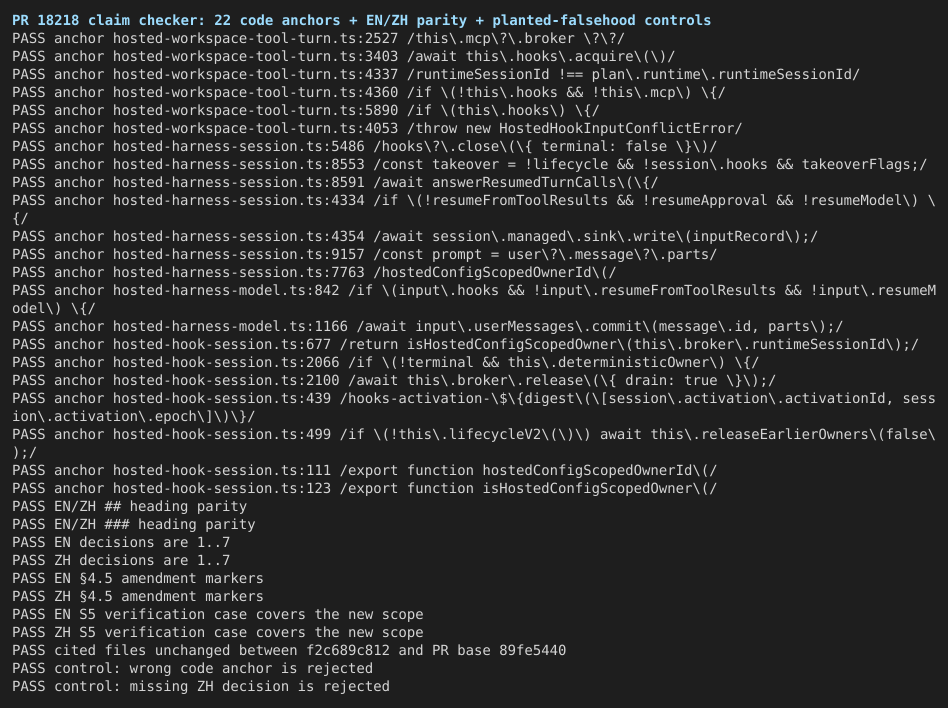 PR 18218 claim checker: 22 code anchors + EN/ZH parity + planted-falsehood controls
PASS anchor hosted-workspace-tool-turn.ts:2527 /this\.mcp\?\.broker \?\?/
PASS anchor hosted-workspace-tool-turn.ts:3403 /await this\.hooks\.acquire\(\)/
PASS anchor hosted-workspace-tool-turn.ts:4337 /runtimeSessionId !== plan\.runtime\.runtimeSessionId/
PASS anchor hosted-workspace-tool-turn.ts:4360 /if \(!this\.hooks && !this\.mcp\) \{/
PASS anchor hosted-workspace-tool-turn.ts:5890 /if \(this\.hooks\) \{/
PASS anchor hosted-workspace-tool-turn.ts:4053 /throw new HostedHookInputConflictError/
PASS anchor hosted-harness-session.ts:5486 /hooks\?\.close\(\{ terminal: false \}\)/
PASS anchor hosted-harness-session.ts:8553 /const takeover = !lifecycle && !session\.hooks && takeoverFlags;/
PASS anchor hosted-harness-session.ts:8591 /await answerResumedTurnCalls\(\{/
PASS anchor hosted-harness-session.ts:4334 /if \(!resumeFromToolResults && !resumeApproval && !resumeModel\) \
{/
PASS anchor hosted-harness-session.ts:4354 /await session\.managed\.sink\.write\(inputRecord\);/
PASS anchor hosted-harness-session.ts:9157 /const prompt = user\?\.message\?\.parts/
PASS anchor hosted-harness-session.ts:7763 /hostedConfigScopedOwnerId\(/
PASS anchor hosted-harness-model.ts:842 /if \(input\.hooks && !input\.resumeFromToolResults && !input\.resumeM
odel\) \{/
PASS anchor hosted-harness-model.ts:1166 /await input\.userMessages\.commit\(message\.id, parts\);/
PASS anchor hosted-hook-session.ts:677 /return isHostedConfigScopedOwner\(this\.broker\.runtimeSessionId\);/
PASS anchor hosted-hook-session.ts:2066 /if \(!terminal && this\.deterministicOwner\) \{/
PASS anchor hosted-hook-session.ts:2100 /await this\.broker\.release\(\{ drain: true \}\);/
PASS anchor hosted-hook-session.ts:439 /hooks-activation-\$\{digest\(\[session\.activation\.activationId, sess
ion\.activation\.epoch\]\)\}/
PASS anchor hosted-hook-session.ts:499 /if \(!this\.lifecycleV2\(\)\) await this\.releaseEarlierOwners\(false\
);/
PASS anchor hosted-hook-session.ts:111 /export function hostedConfigScopedOwnerId\(/
PASS anchor hosted-hook-session.ts:123 /export function isHostedConfigScopedOwner\(/
PASS EN/ZH ## heading parity
PASS EN/ZH ### heading parity
PASS EN decisions are 1..7
PASS ZH decisions are 1..7
PASS EN §4.5 amendment markers
PASS ZH §4.5 amendment markers
PASS EN S5 verification case covers the new scope
PASS ZH S5 verification case covers the new scope
PASS cited files unchanged between f2c689c812 and PR base 89fe5440
PASS control: wrong code anchor is rejected
PASS control: missing ZH decision is rejected